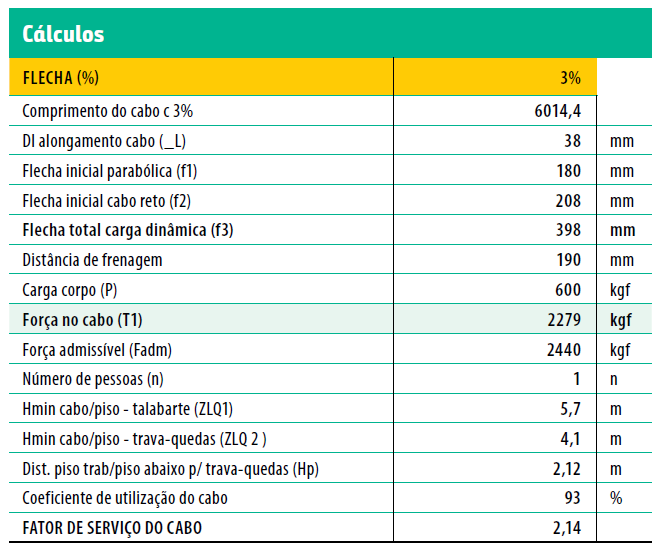 Cálculos
FLECHA (%) 3%
Comprimento do cabo c 3% 6014,4
Dl alongamento cabo (_L) 38 mm
Flecha inicial parabólica (f1) 180 mm
Flecha inicial cabo reto (f2) 208 mm
Flecha total carga dinâmica (f3) 398 mm
Distância de frenagem 190 mm
Carga corpo (P) 600 kgf
Força no cabo (T1) 2279 kgf
Força admissível (Fadm) 2440 kgf
Número de pessoas (n) 1 n
Hmin cabo/piso - talabarte (ZLQ1) 5,7 m
Hmin cabo/piso - trava-quedas (ZLQ 2 ) 4,1 m
Dist. piso trab/piso abaixo p/ trava-quedas (Hp) 2,12 m
Coeficiente de utilização do cabo 93 %
FATOR DE SERVIÇO DO CABO 2,14